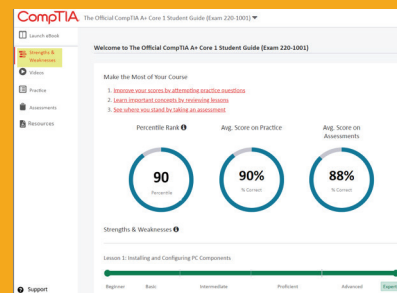 CompTIA.
The Official CompTIA A+ Core 1 Student Guide (Exam 220-1001)
Launch eBook
Strengths &
Weaknesses
Videos
Practice
Assessments
Resources
Support
Welcome to The Official CompTIA A+ Core 1 Student Guide (Exam 220-1001)
Make the Most of Your Course
1. Improve your scores by attempting practice questions
2. Learn important concepts by reviewing lessons
3. See where you stand by taking an assessment
Percentile Rank
90
Percentile
Avg. Score on Practice
90%
% Correct
Avg. Score on
Assessments
88%
% Correct
Strengths & Weaknesses
Lesson 1: Installing and Configuring PC Components
Beginner Basic Intermediate Proficient Advanced Expert